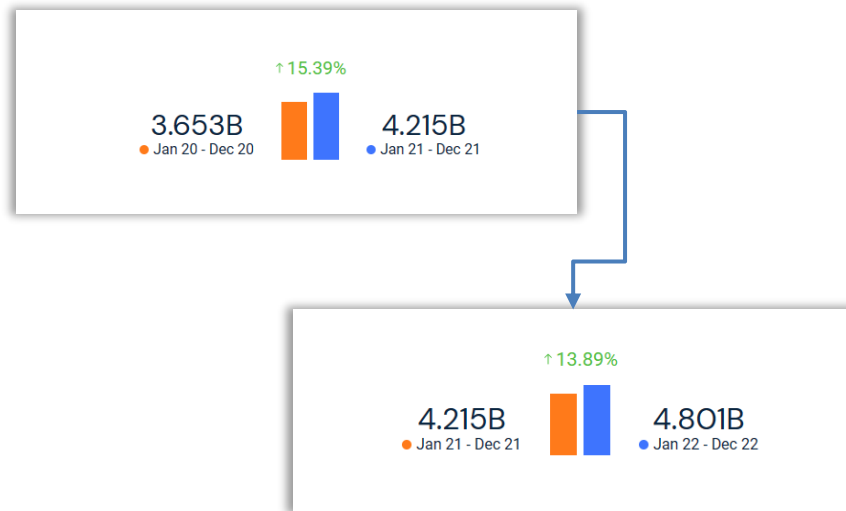 ↑ 15.39%
3.653B
Jan 20 - Dec 20
4.215B
Jan 21 - Dec 21
↑ 13.89%
4.215B
Jan 21 - Dec 21
4.801B
Jan 22 - Dec 22